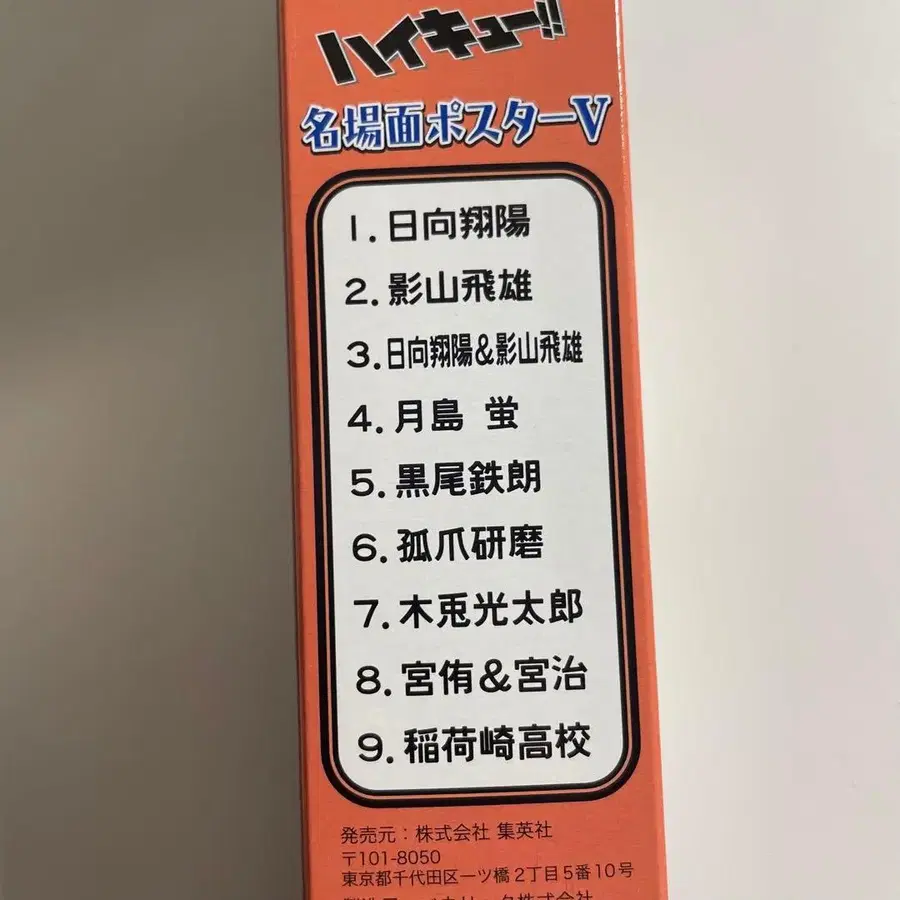 ハイキュー!!
名場面ポスターV
1.日向翔陽
2.影山飛雄
3.日向翔陽&影山飛雄
4.月島 蛍
5.黒尾鉄朗
6.孤爪研磨
7.木兎光太郎
8.宮侑&宮治
9.稲荷崎高校
発売元:株式会社 集英社
〒101-8050
東京都千代田区一ツ橋2丁目5番10号